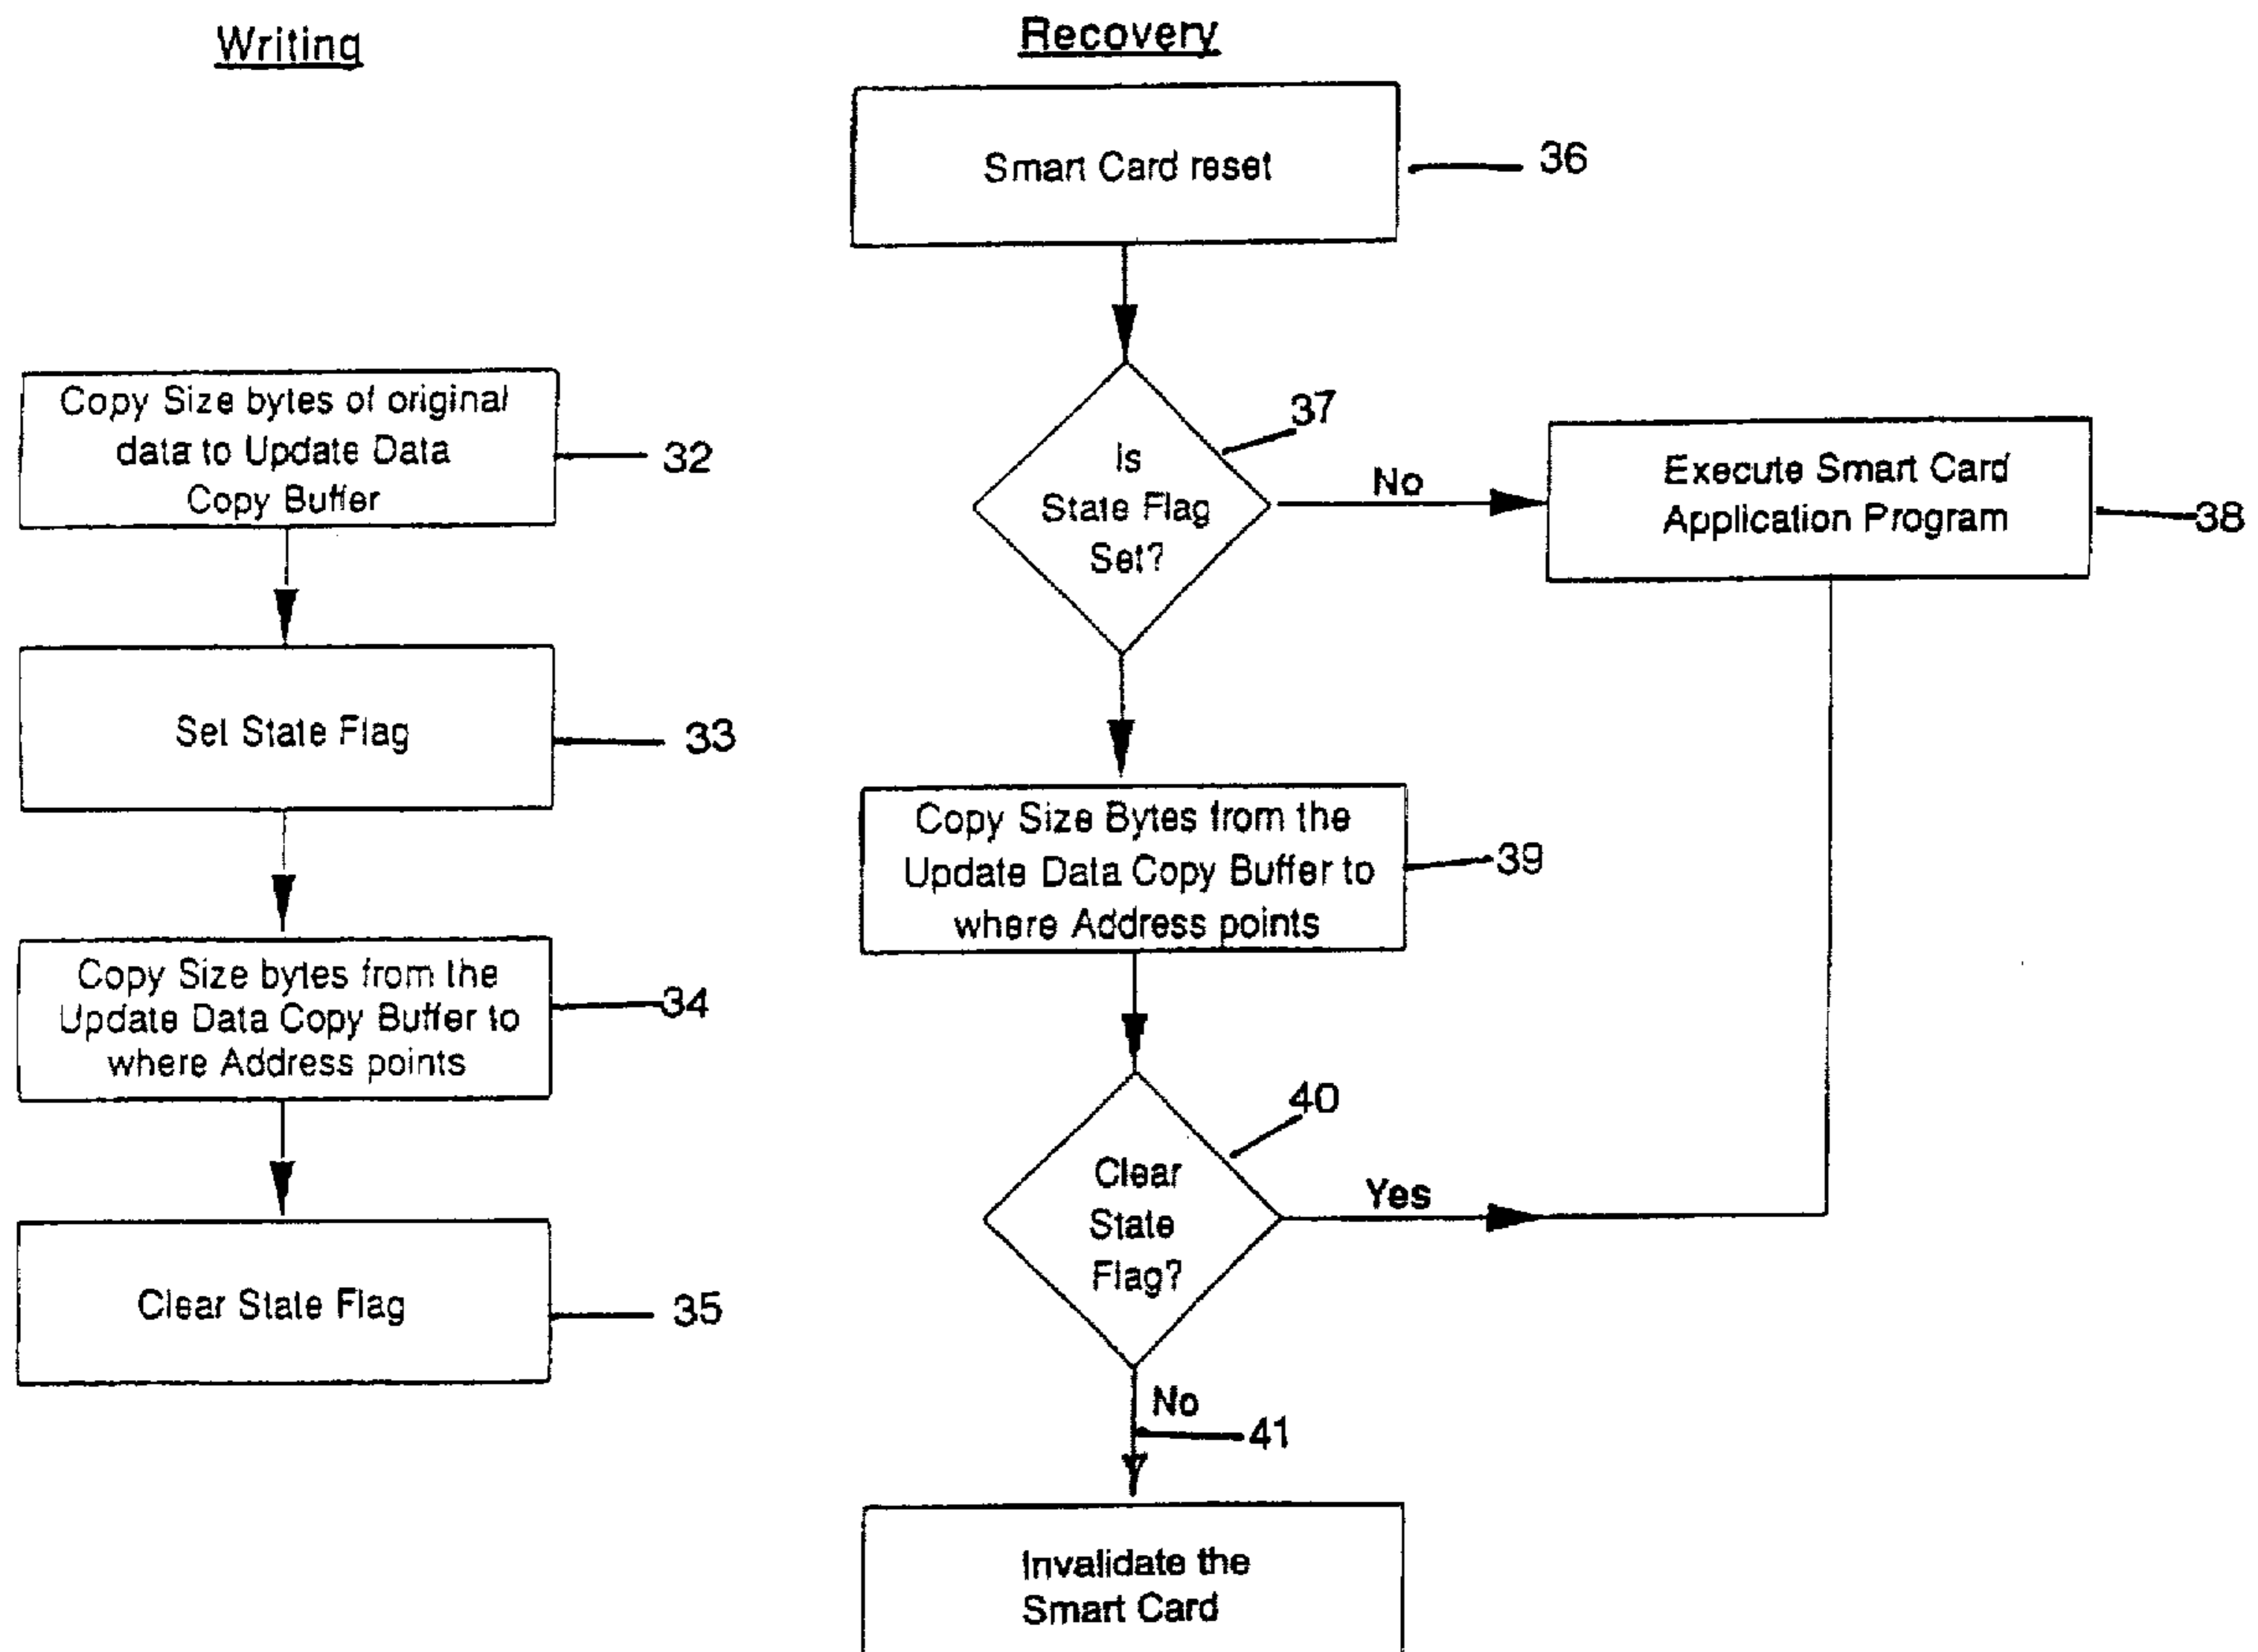 Writing
Copy Size bytes of original
data to Update Data
Copy Buffer
32
Set State Flag
33
Copy Size bytes from the
Update Data Copy Buffer to
where Address points
34
Clear State Flag
35
Recovery
Smart Card reset
36
Is
State Flag
Set?
37
No
Execute Smart Card
Application Program
38
Copy Size Bytes from the
Update Data Copy Buffer to
where Address points
39
Clear
State
Flag?
40
Yes
No
41
Invalidate the
Smart Card